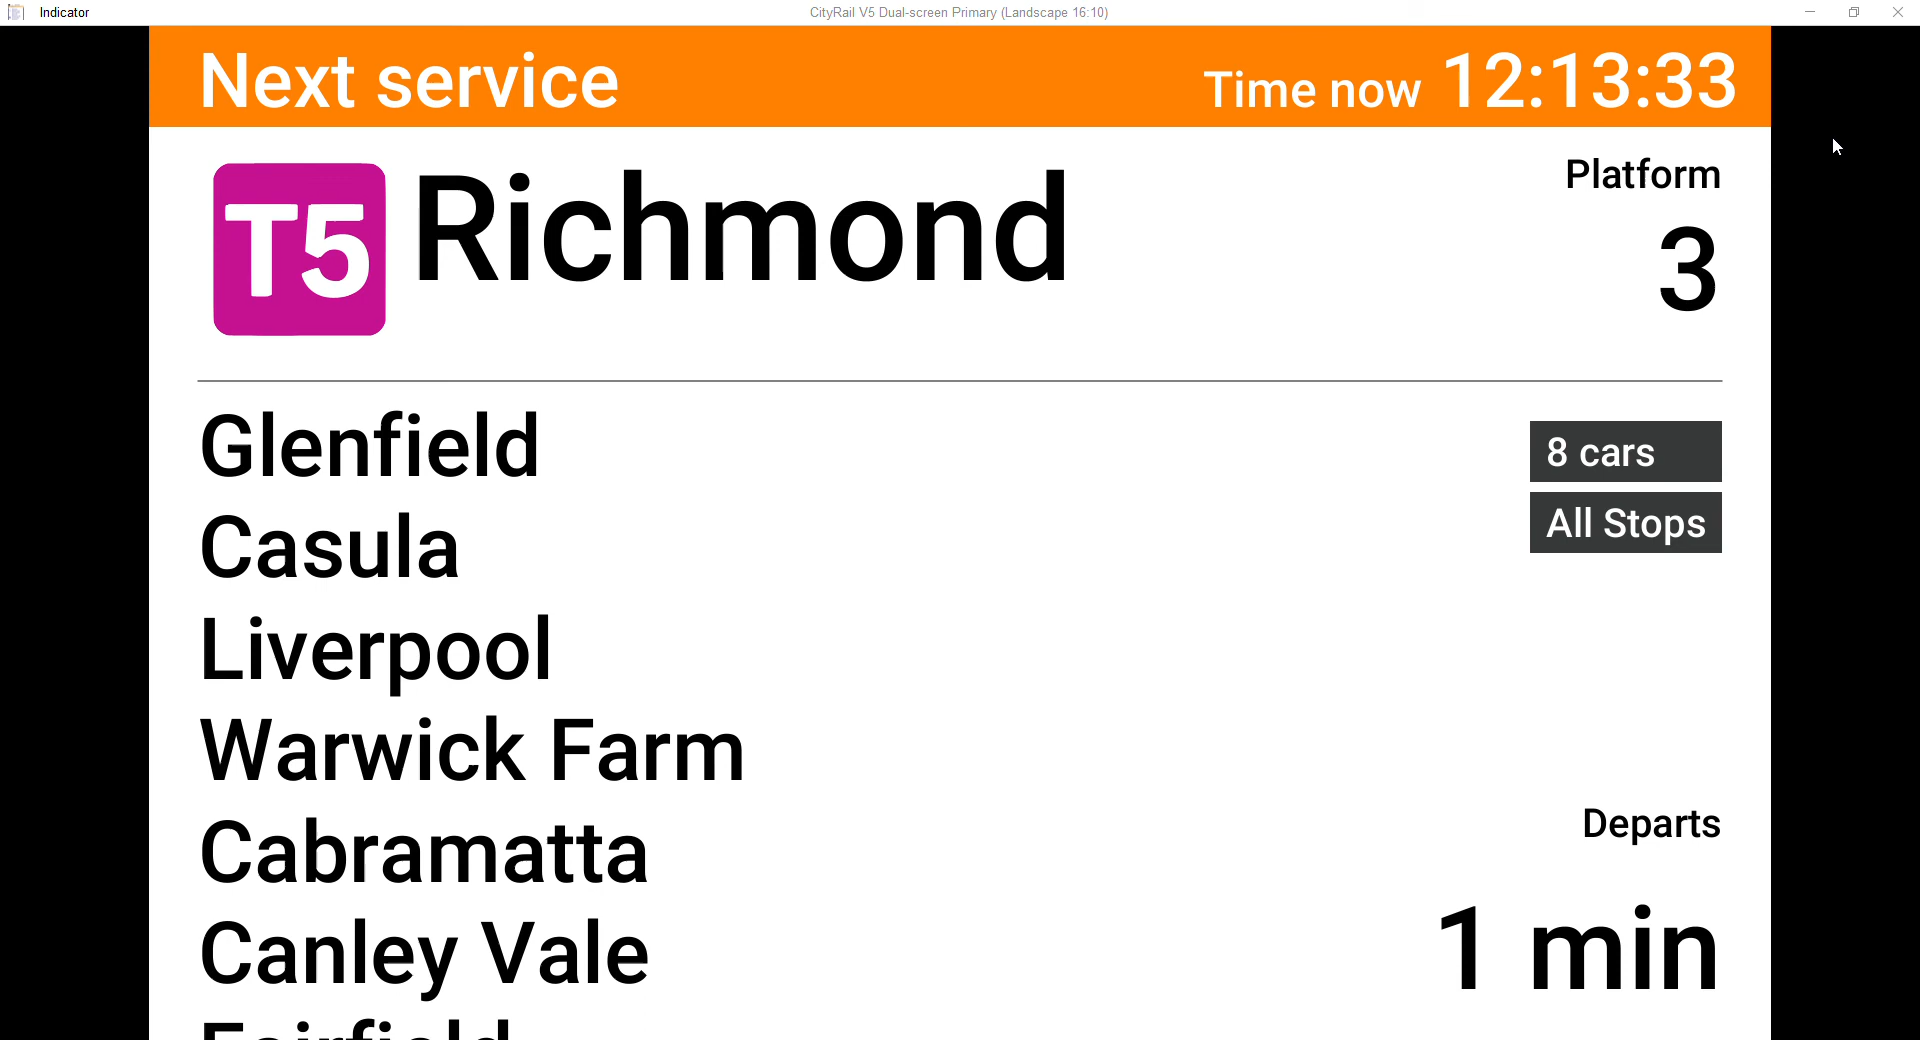 Indicator
CityRail V5 Dual-screen Primary (Landscape 16:10)
Next service
Time now 12:13:33
T5 Richmond
Platform
3
Glenfield
8 cars
Casula
All Stops
Liverpool
Warwick Farm
Cabramatta
Departs
Canley Vale
1 min
Fairfield